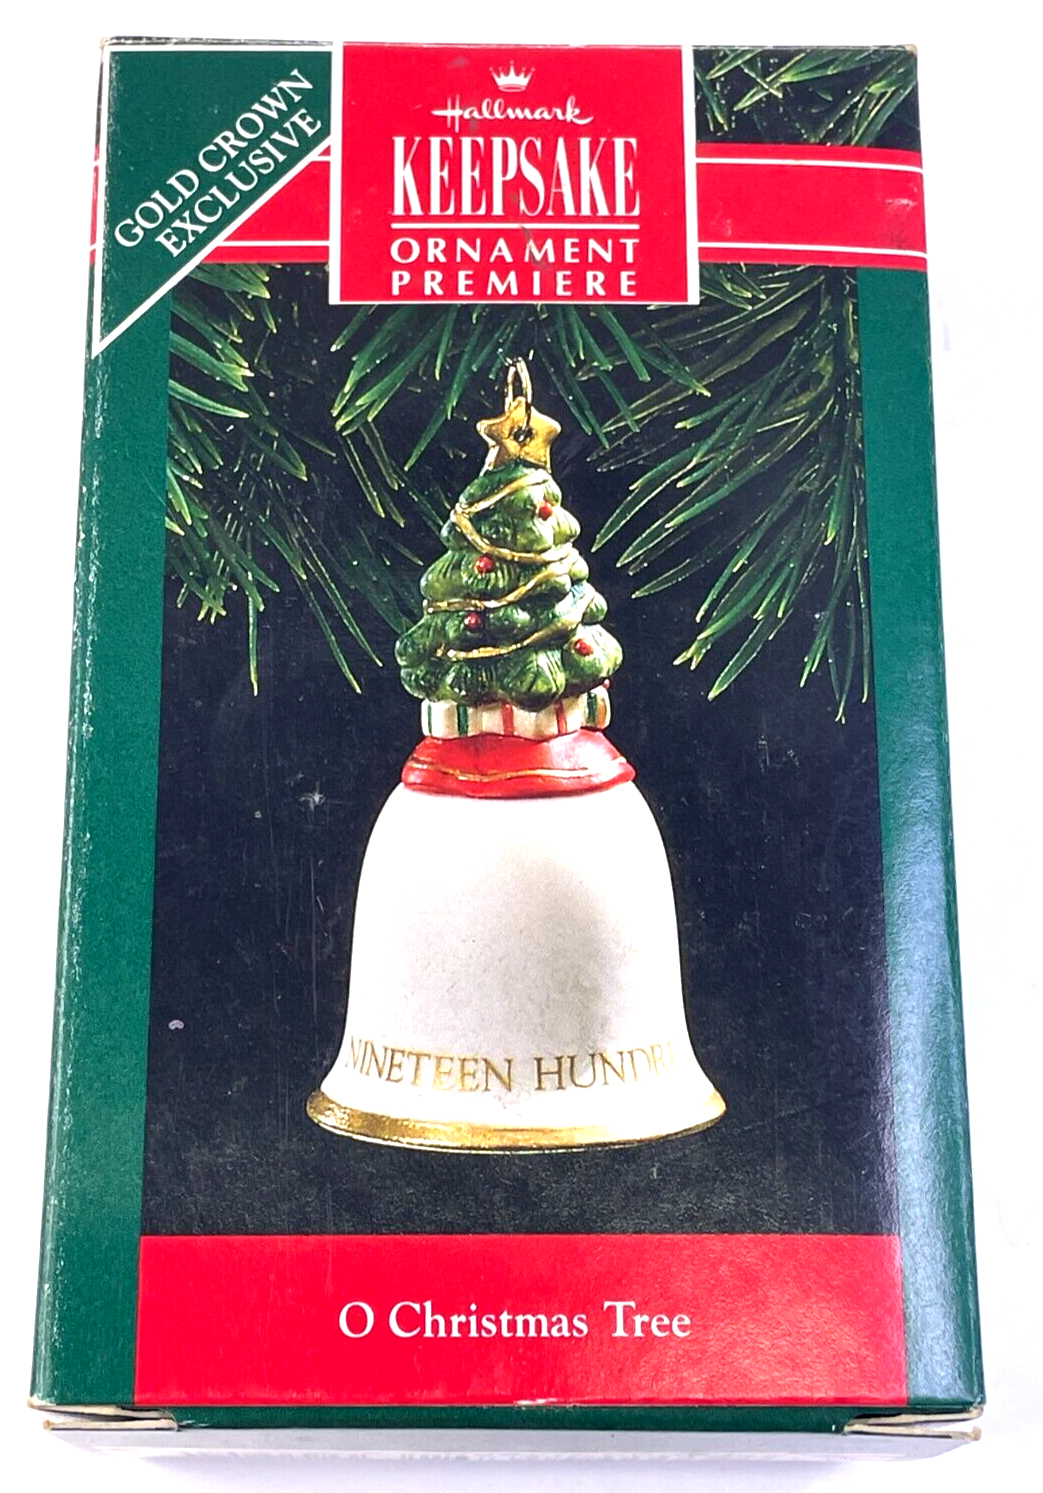 GOLD CROWN
EXCLUSIVE
Hallmark
KEEPSAKE
ORNAMENT
PREMIERE
NINETEEN HUNDR
O Christmas Tree